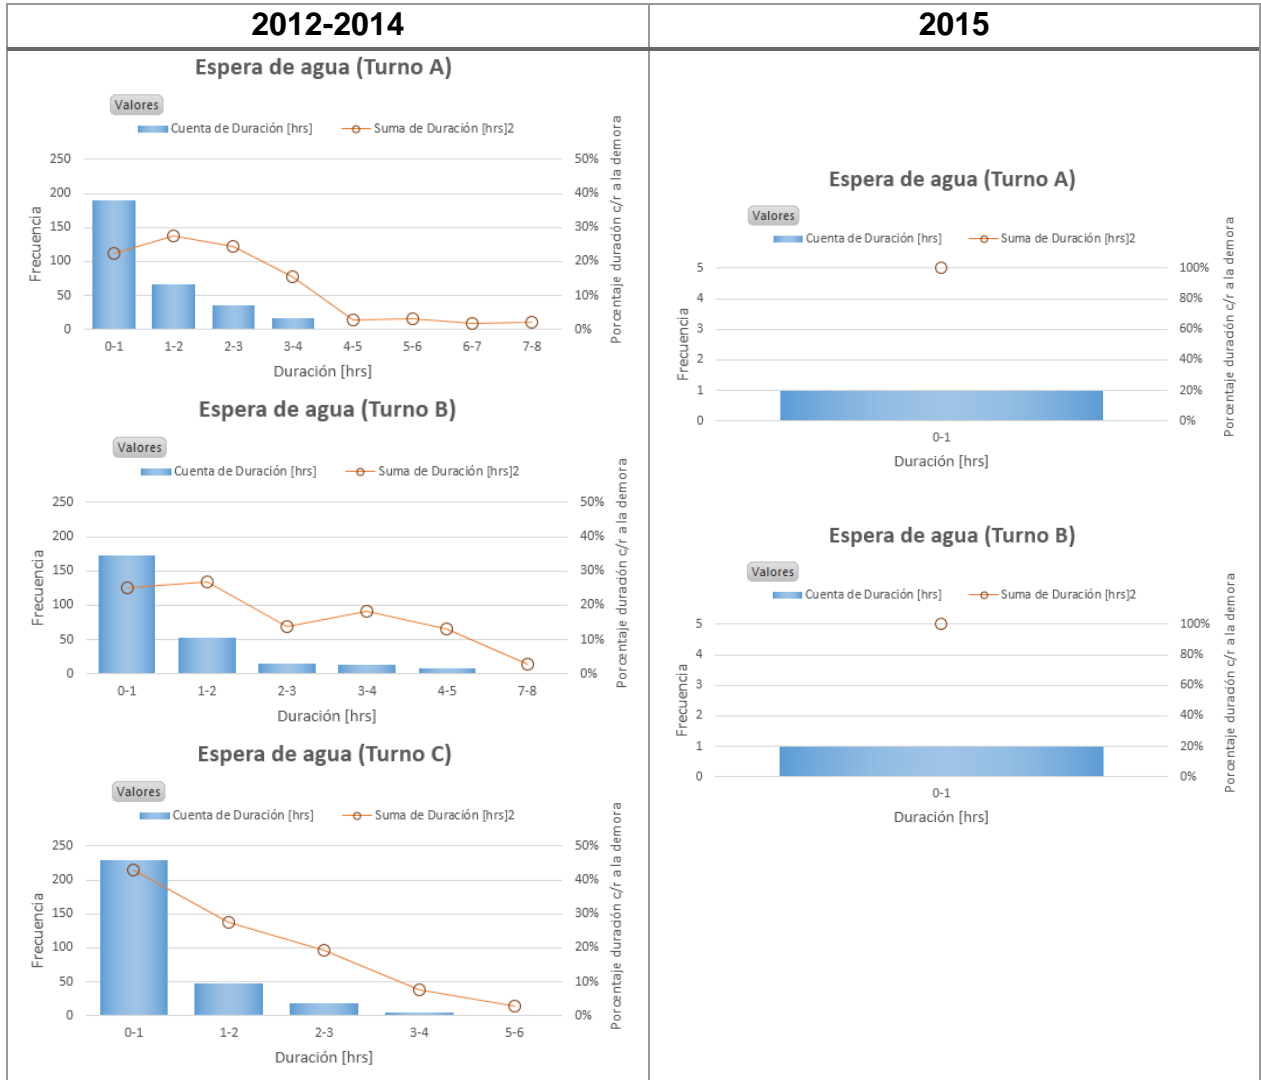 2012-2014
2015
Espera de agua (Turno A)
Valores
Cuenta de Duración [hrs]
Suma de Duración [hrs]2
250
200
150
100
50
0
50%
40%
30%
20%
10%
0%
Frecuencia
Porcentaje duración c/r a la demora
0-1 1-2 2-3 3-4 4-5 5-6 6-7 7-8
Duración [hrs]
Espera de agua (Turno B)
Valores
Cuenta de Duración [hrs]
Suma de Duración [hrs]2
250
200
150
100
50
0
50%
40%
30%
20%
10%
0%
Frecuencia
Porcentaje duración c/r a la demora
0-1 1-2 2-3 3-4 4-5 7-8
Duración [hrs]
Espera de agua (Turno C)
Valores
Cuenta de Duración [hrs]
Suma de Duración [hrs]2
250
200
150
100
50
0
50%
40%
30%
20%
10%
0%
Frecuencia
Porcentaje duración c/r a la demora
0-1 1-2 2-3 3-4 5-6
Duración [hrs]
Espera de agua (Turno A)
Valores
Cuenta de Duración [hrs]
Suma de Duración [hrs]2
5
4
3
2
1
0
100%
80%
60%
40%
20%
0%
Frecuencia
Porcentaje duración c/r a la demora
0-1
Duración [hrs]
Espera de agua (Turno B)
Valores
Cuenta de Duración [hrs]
Suma de Duración [hrs]2
5
4
3
2
1
0
100%
80%
60%
40%
20%
0%
Frecuencia
Porcentaje duración c/r a la demora
0-1
Duración [hrs]